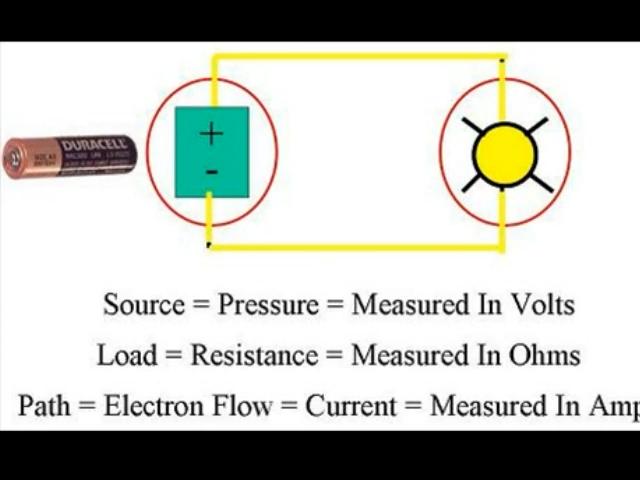 DURACELL
+
-
Source = Pressure = Measured In Volts
Load = Resistance = Measured In Ohms
Path = Electron Flow = Current = Measured In Amp